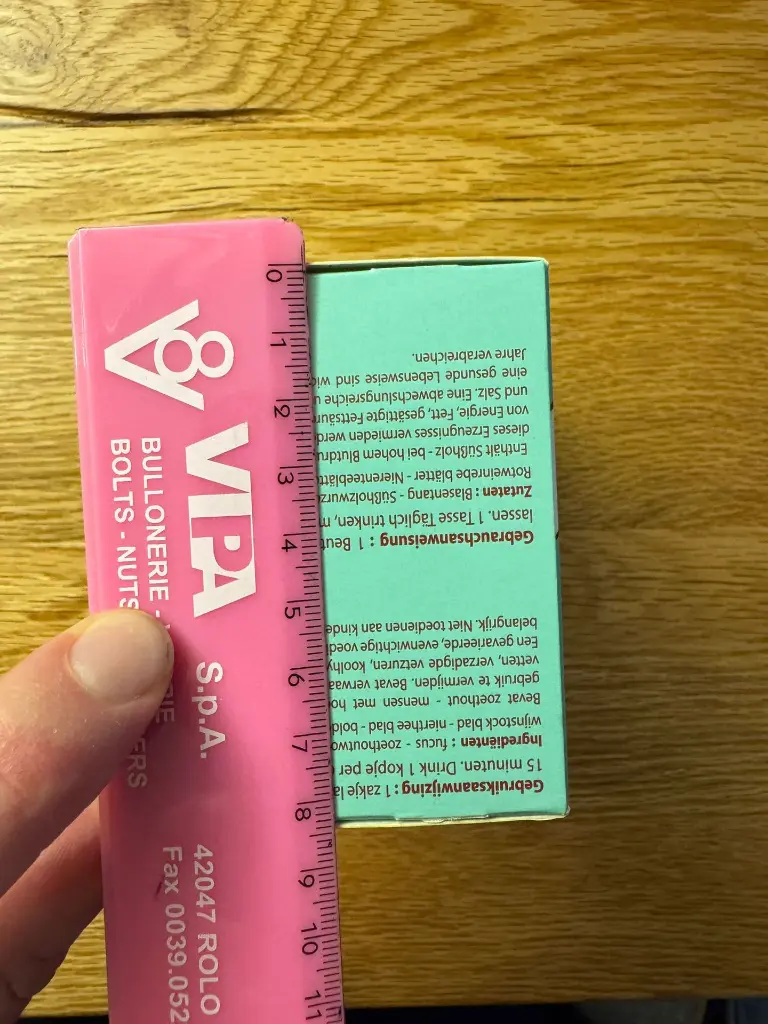 V8
VIPA S.p.A.
BULLONERIE -
BOLTS - NUTS
42047 ROLO
Fax 0039.052
0 1 2 3 4 5 6 7 8 9 10 11
Gebruiksaanwijzing : 1 zakje la
15 minuten. Drink 1 kopje per
Ingrediënten : fucus - zoethoutwo
wijnstock blad - nierthee blad - bold
Bevat zoethout - mensen met ho
gebruik te vermijden. Bevat verwaa
vetten, verzadigde vetzuren, koolhy
Een gevarieerde, evenwichtige voedi
belangrijk. Niet toedienen aan kinde
Gebrauchsanweisung : 1 Beut
lassen. 1 Tasse Täglich trinken, m
Zutaten : Blasentang - Süßholzwurz
Rotweinrebe blätter - Nierenteeblätt
Enthält Süßholz - bei hohem Blutdru
dieses Erzeugnisses vermieden werd
von Energie, Fett, gesättigte Fettsäur
und Salz. Eine abwechslungsreiche u
eine gesunde Lebensweise sind wic
Jahre verabreichen.